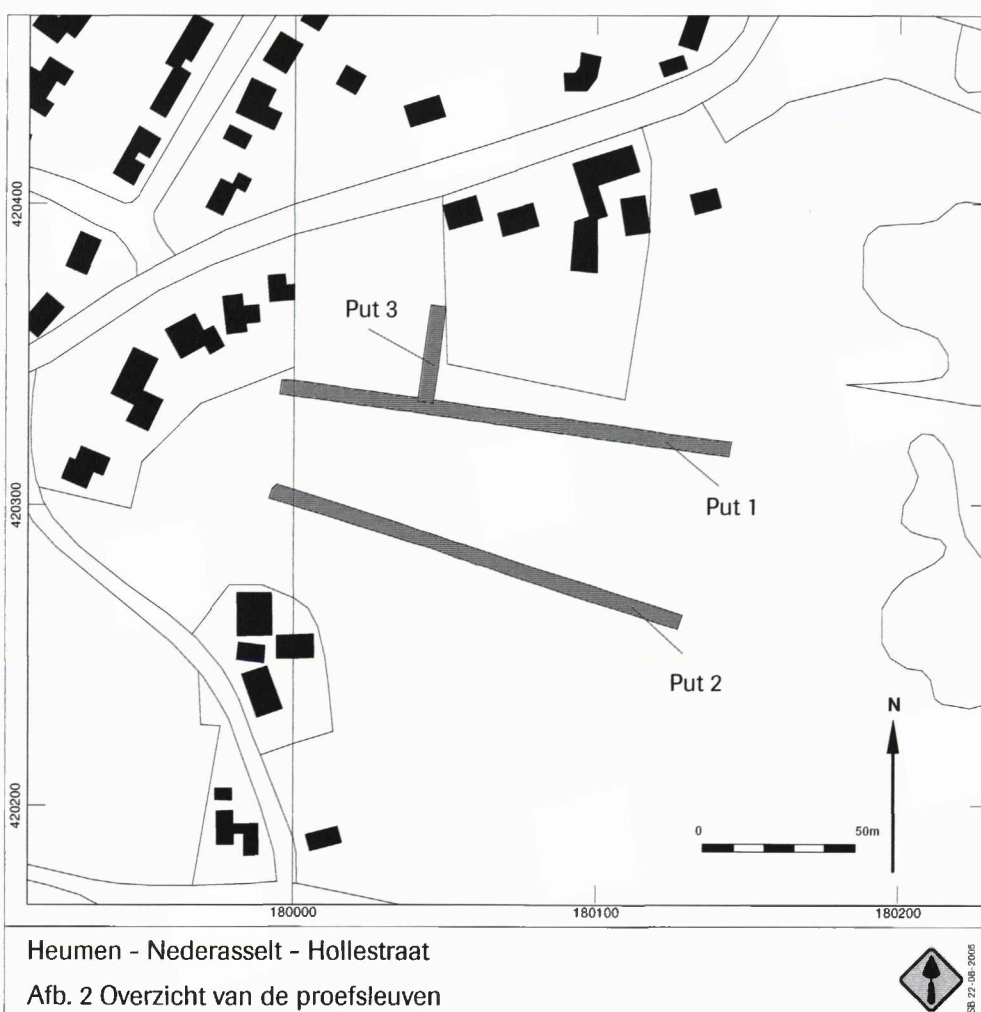 420400
Put 3
420300
Put 1
Put 2
N
420200
0 50m
180000 180100 180200
Heumen - Nederasselt - Hollestraat
Afb. 2 Overzicht van de proefsleuven
SB 22-08-2005